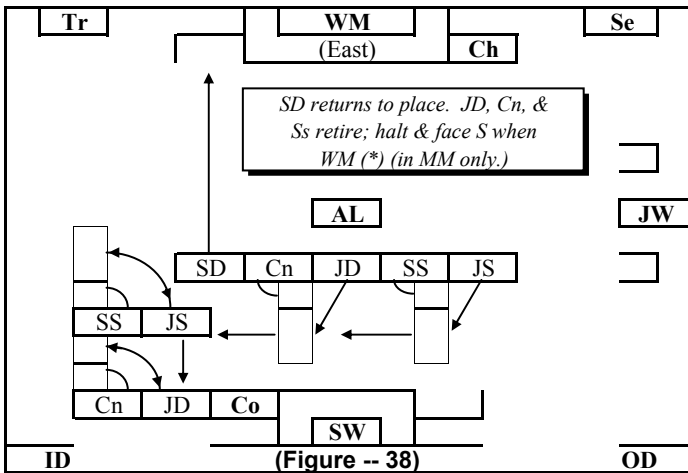 Tr WM Se
(East) Ch
SD returns to place. JD, Cn, &
Ss retire; halt & face S when
WM (*) (in MM only.)
AL JW
SD Cn JD SS JS
SS JS
Cn JD Co
SW
ID (Figure -- 38) OD